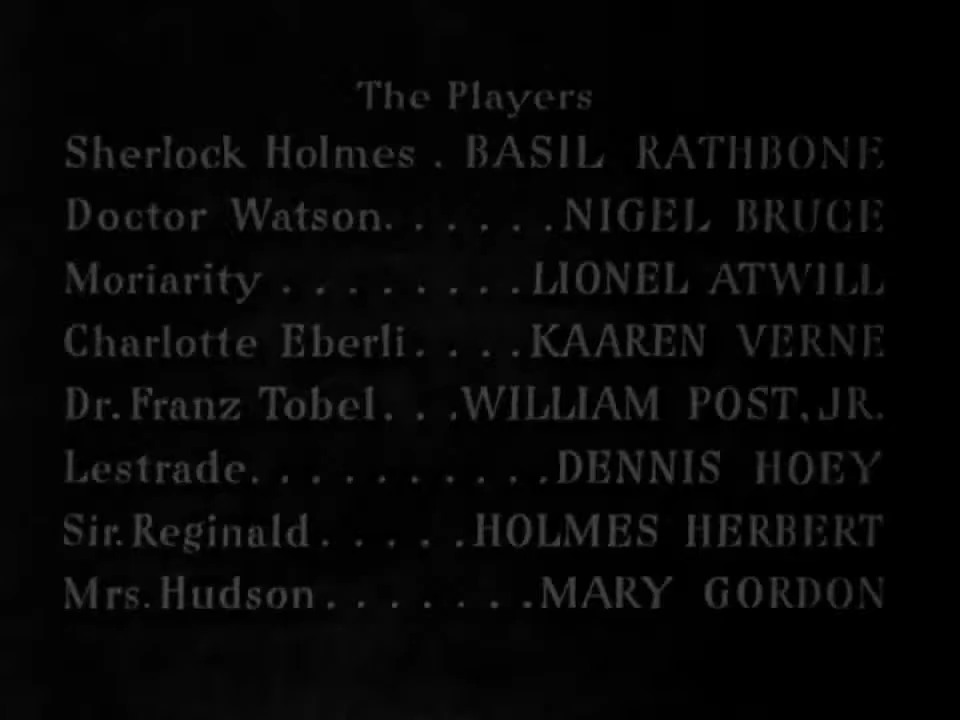 The Players
Sherlock Holmes . BASIL RATHBONE
Doctor Watson. . . . . . NIGEL BRUCE
Moriarity . . . . . . . . LIONEL ATWILL
Charlotte Eberli. . . . KAAREN VERNE
Dr. Franz Tobel. . . WILLIAM POST, JR.
Lestrade. . . . . . . . . . DENNIS HOEY
Sir. Reginald . . . . . HOLMES HERBERT
Mrs. Hudson. . . . . . . MARY GORDON